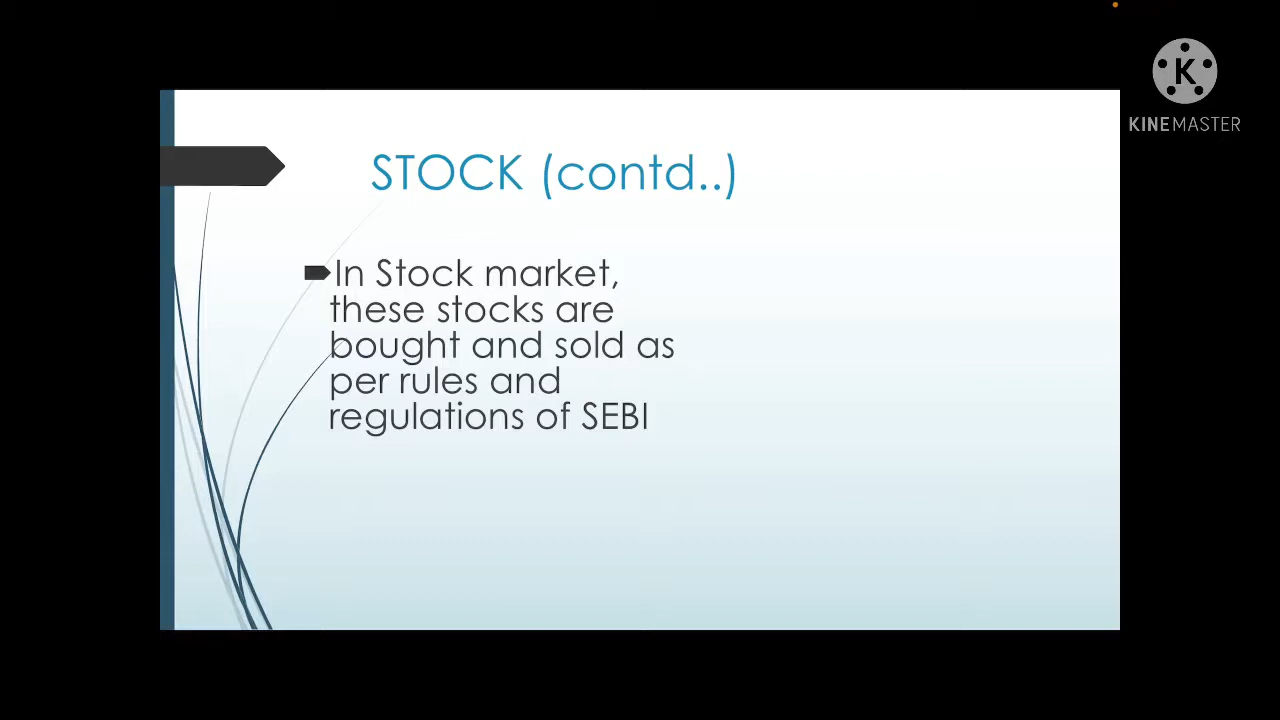 K
KINEMASTER
STOCK (contd..)
In Stock market,
these stocks are
bought and sold as
per rules and
regulations of SEBI